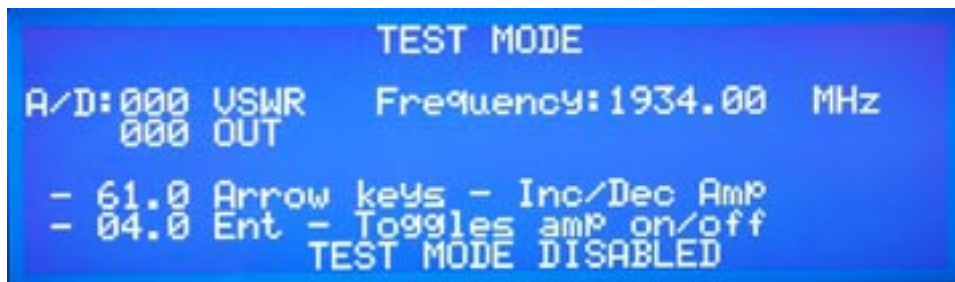 TEST MODE
A/D:000 VSWR Frequency:1934.00 MHz
000 OUT
- 61.0 Arrow keys - Inc/Dec Amp
- 04.0 Ent - Toggles amp on/off
TEST MODE DISABLED